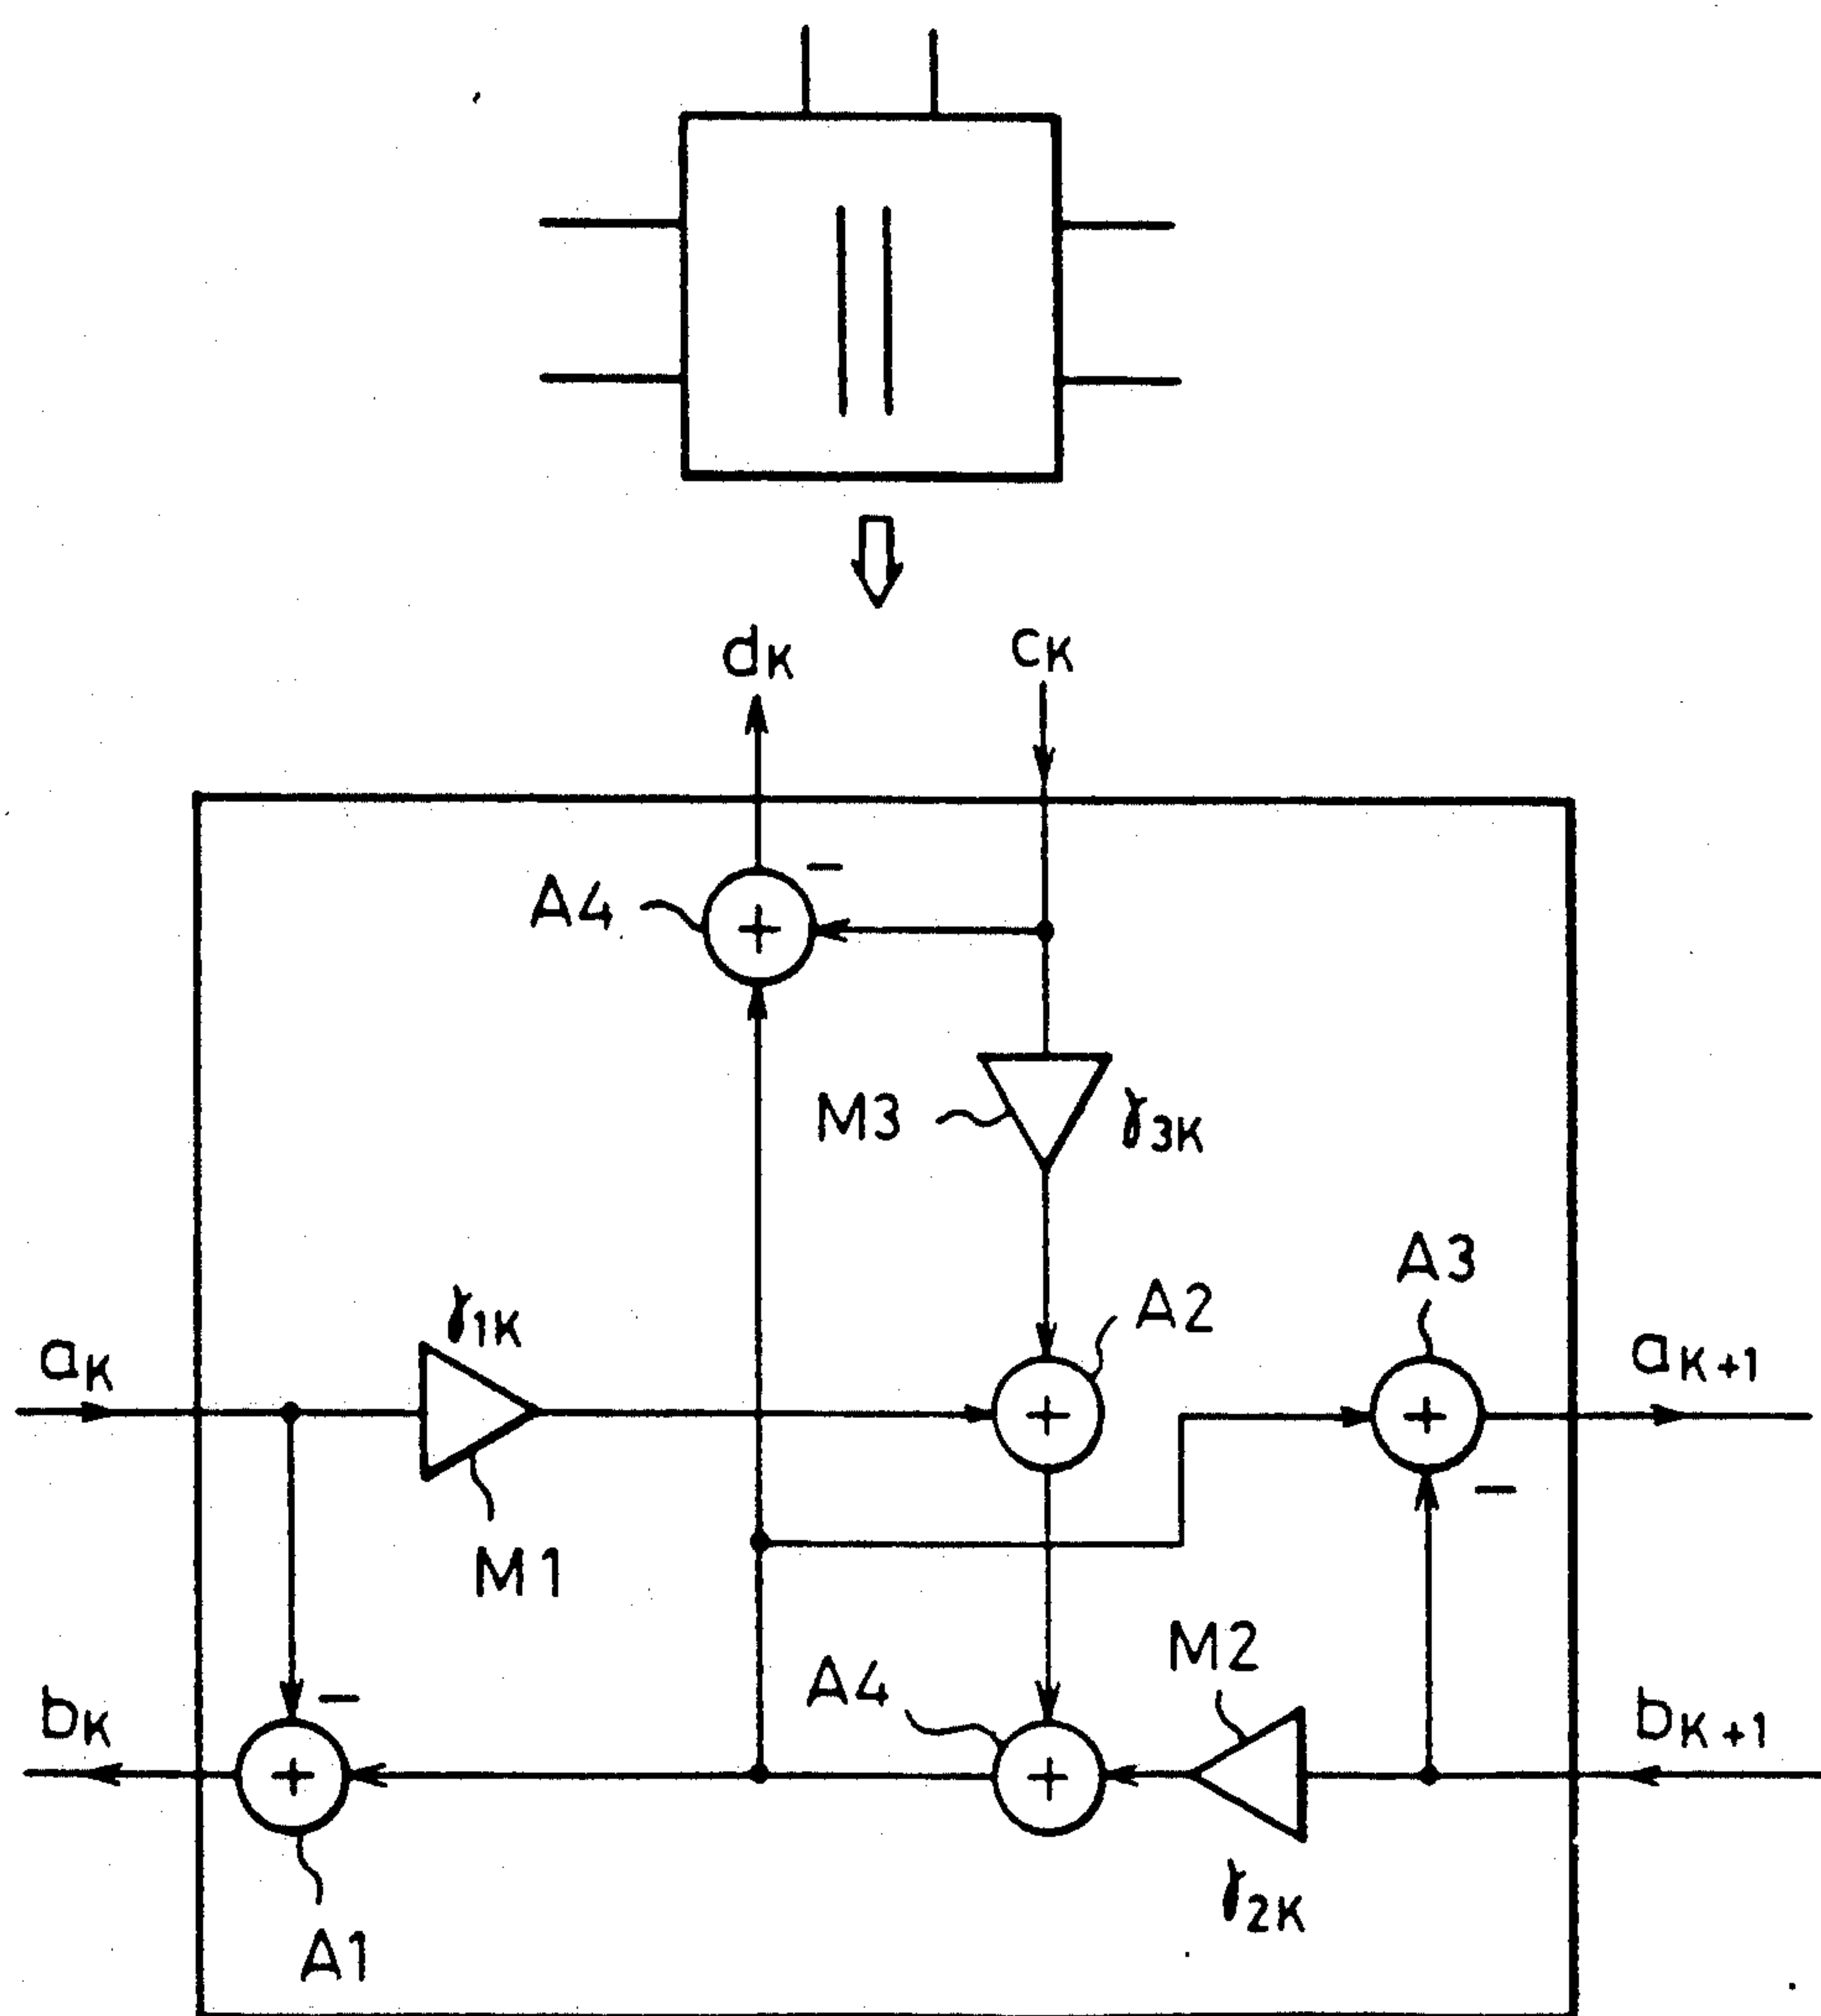 dK
cK
−
A4
+
M3
γ3K
A3
A2
γ1K
aK
aK+1
+
+
−
M1
M2
A4
−
bK
bK+1
+
+
γ2K
A1